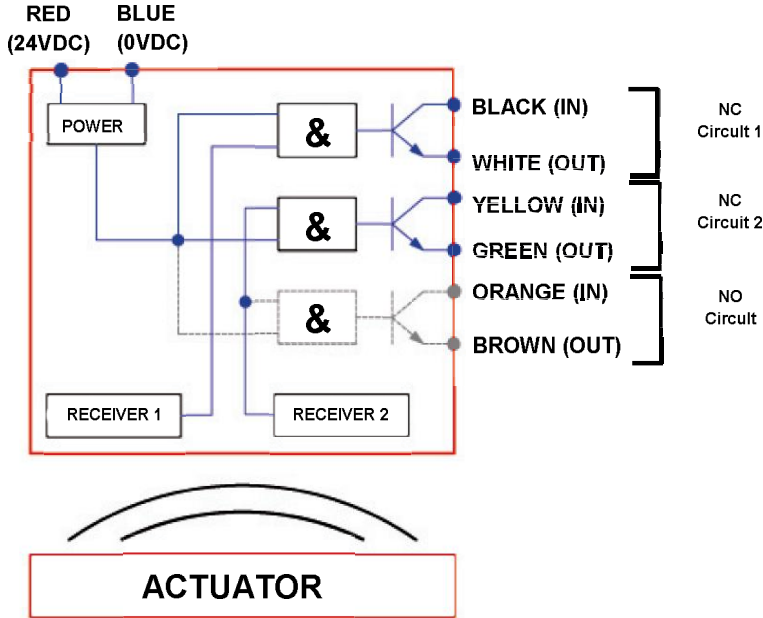 RED
(24VDC)
BLUE
(0VDC)
POWER
&
BLACK (IN)
WHITE (OUT)
NC
Circuit 1
&
YELLOW (IN)
GREEN (OUT)
NC
Circuit 2
&
ORANGE (IN)
BROWN (OUT)
NO
Circuit
RECEIVER 1
RECEIVER 2
ACTUATOR